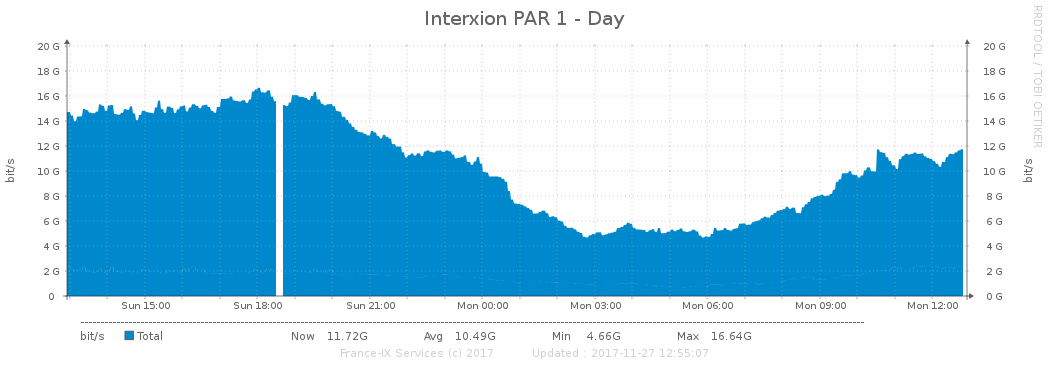 Interxion PAR 1 - Day
RRDTOOL / TOBI OETIKER
20 G 20 G
18 G 18 G
16 G 16 G
14 G 14 G
12 G 12 G
10 G 10 G
8 G 8 G
6 G 6 G
4 G 4 G
2 G 2 G
0 0 G
bit/s bit/s
Sun 15:00 Sun 18:00 Sun 21:00 Mon 00:00 Mon 03:00 Mon 06:00 Mon 09:00 Mon 12:00
bit/s Total Now 11.72G Avg 10.49G Min 4.66G Max 16.64G
France-IX Services (c) 2017 Updated : 2017-11-27 12:55:07